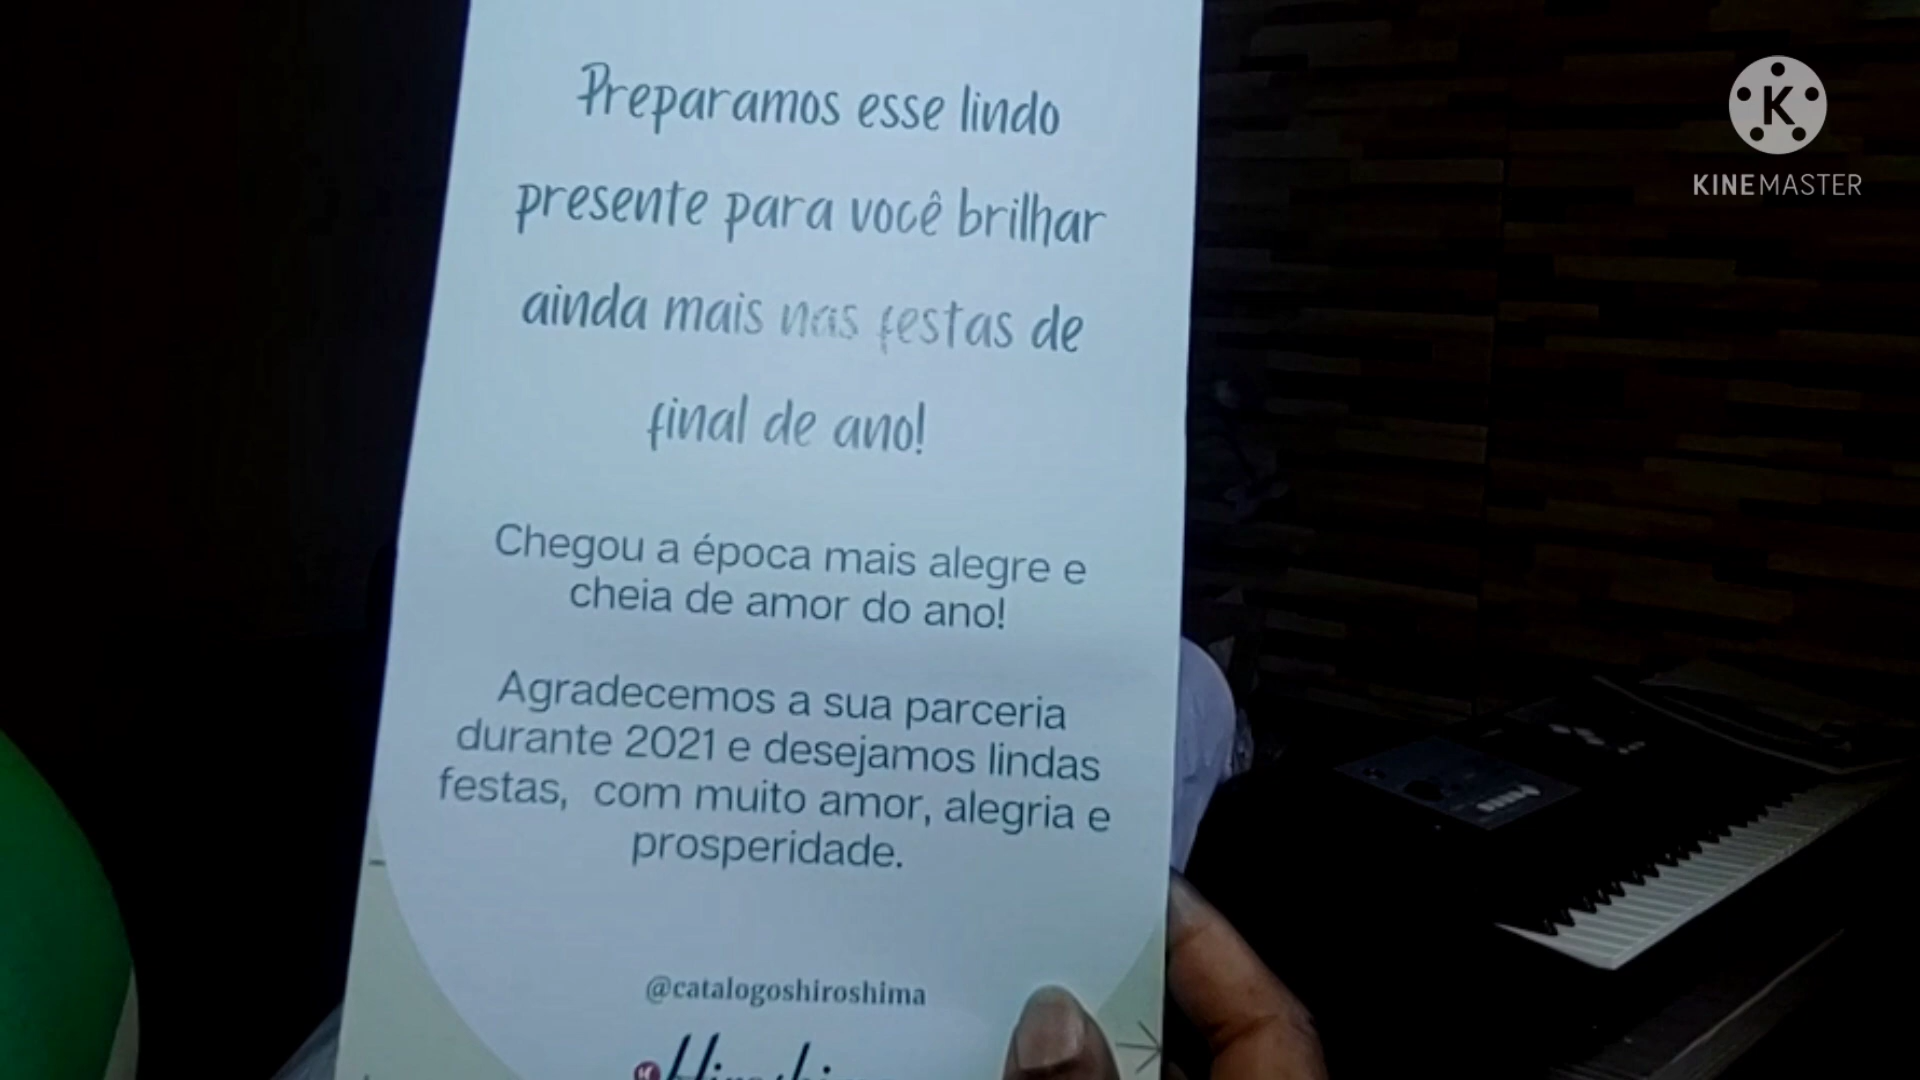 Preparamos esse lindo
presente para você brilhar
ainda mais nas festas de
final de ano!
Chegou a época mais alegre e
cheia de amor do ano!
Agradecemos a sua parceria
durante 2021 e desejamos lindas
festas, com muito amor, alegria e
prosperidade.
@catalogoshiroshima
K
KINEMASTER